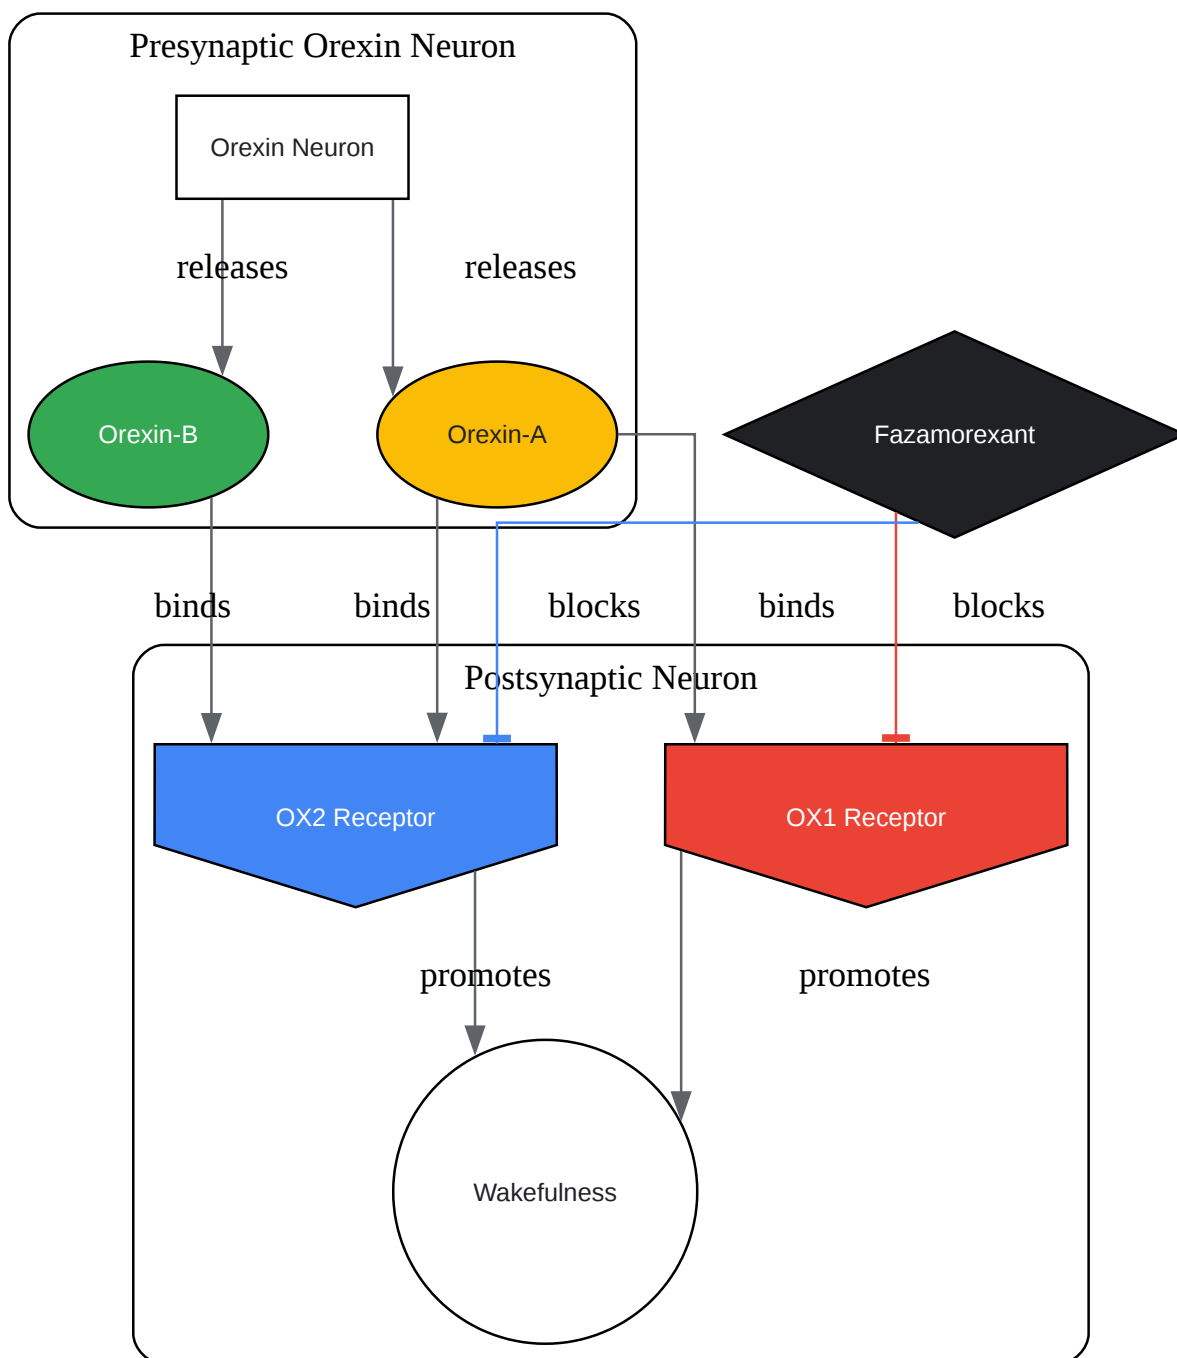 Presynaptic Orexin Neuron
Orexin Neuron
releases
releases
Orexin-B
Orexin-A
Fazamorexant
binds
binds
blocks
binds
blocks
Postsynaptic Neuron
OX2 Receptor
OX1 Receptor
promotes
promotes
Wakefulness